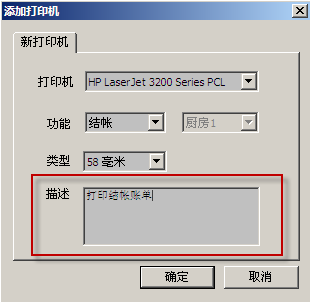 添加打印机
新打印机
打印机 HP LaserJet 3200 Series PCL
功能 结帐 厨房1
类型 58 毫米
描述 打印结帐账单
确定 取消